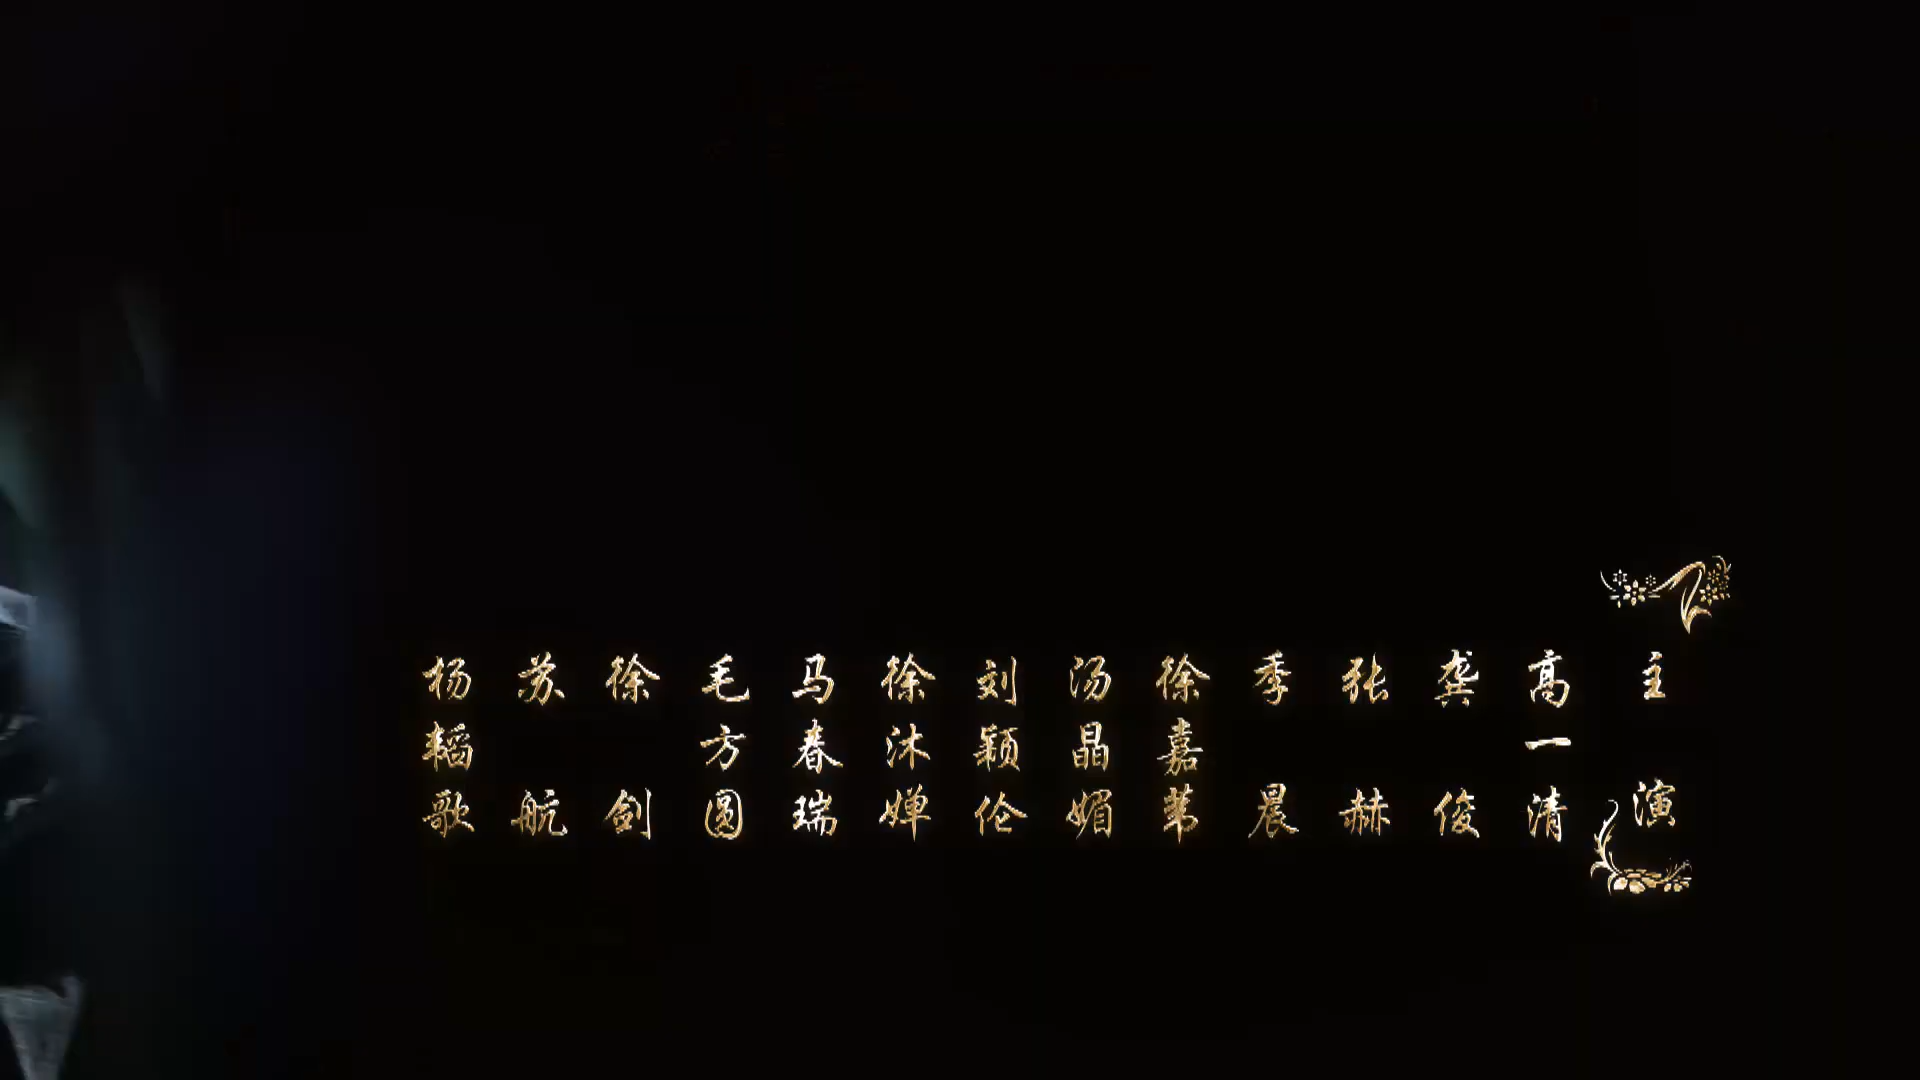 主演
高一清
龚俊
张赫
季晨
徐嘉苇
汤晶媚
刘颖伦
徐沐婵
马春瑞
毛方圆
徐剑
苏航
杨韬歌